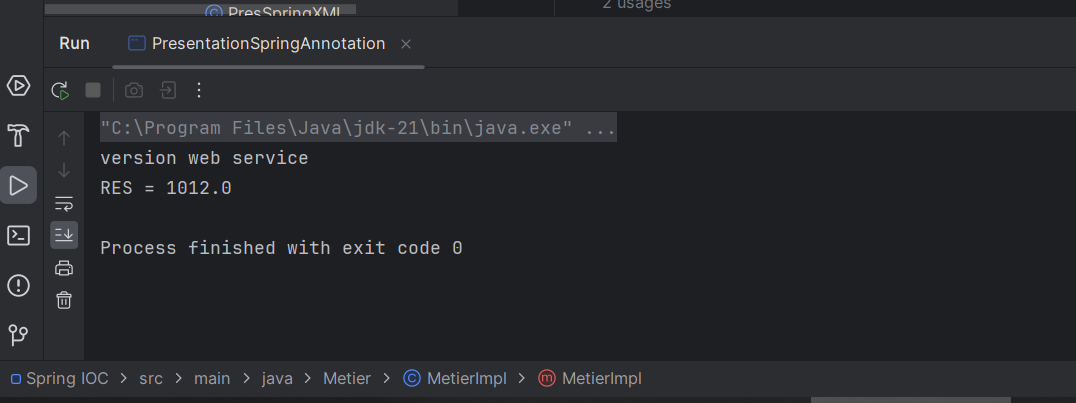 PresSpringXML
2 usages
Run PresentationSpringAnnotation
"C:\Program Files\Java\jdk-21\bin\java.exe" ...
version web service
RES = 1012.0
Process finished with exit code 0
Spring IOC > src > main > java > Metier > MetierImpl > MetierImpl